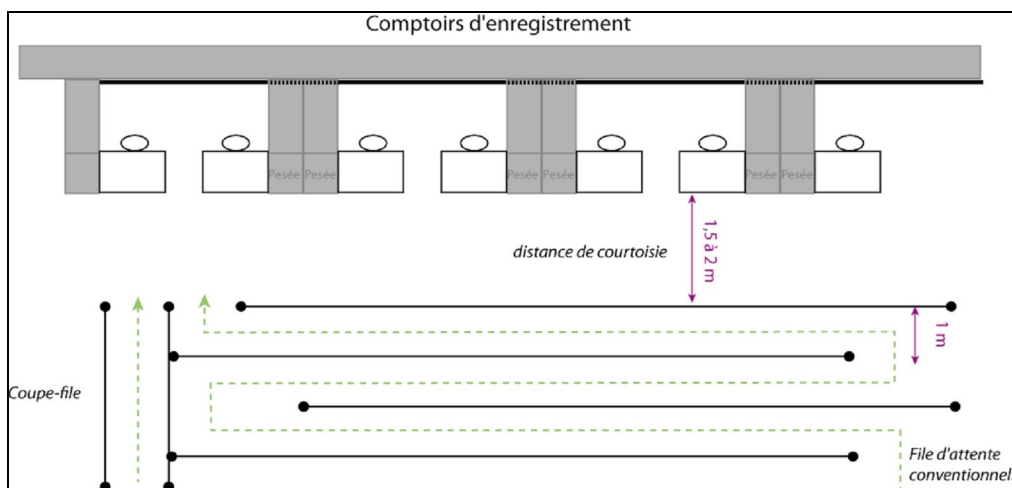 Comptoirs d'enregistrement
Pesée Pesée Pesée Pesée Pesée Pesée
distance de courtoisie
1,5 à 2 m
1 m
Coupe-file
File d'attente
conventionnel